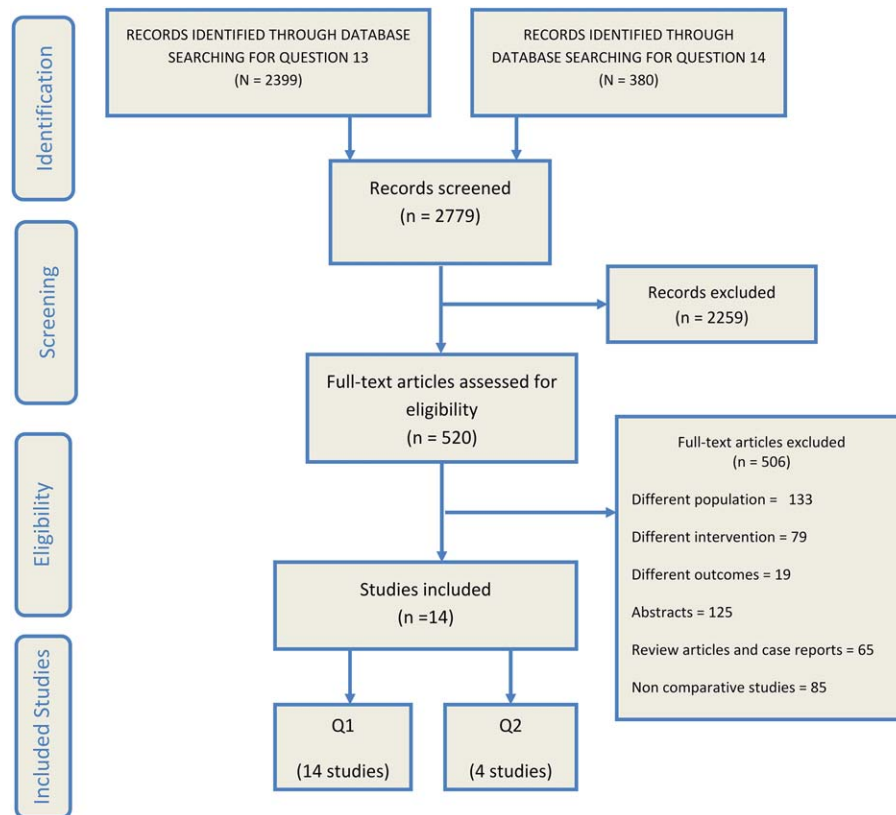 Identification
RECORDS IDENTIFIED THROUGH DATABASE
SEARCHING FOR QUESTION 13
(N = 2399)
RECORDS IDENTIFIED THROUGH
DATABASE SEARCHING FOR QUESTION 14
(N = 380)
Records screened
(n = 2779)
Screening
Records excluded
(n = 2259)
Full-text articles assessed for
eligibility
(n = 520)
Eligibility
Full-text articles excluded
(n = 506)
Different population = 133
Different intervention = 79
Different outcomes = 19
Abstracts = 125
Review articles and case reports = 65
Non comparative studies = 85
Studies included
(n =14)
Included Studies
Q1
(14 studies)
Q2
(4 studies)